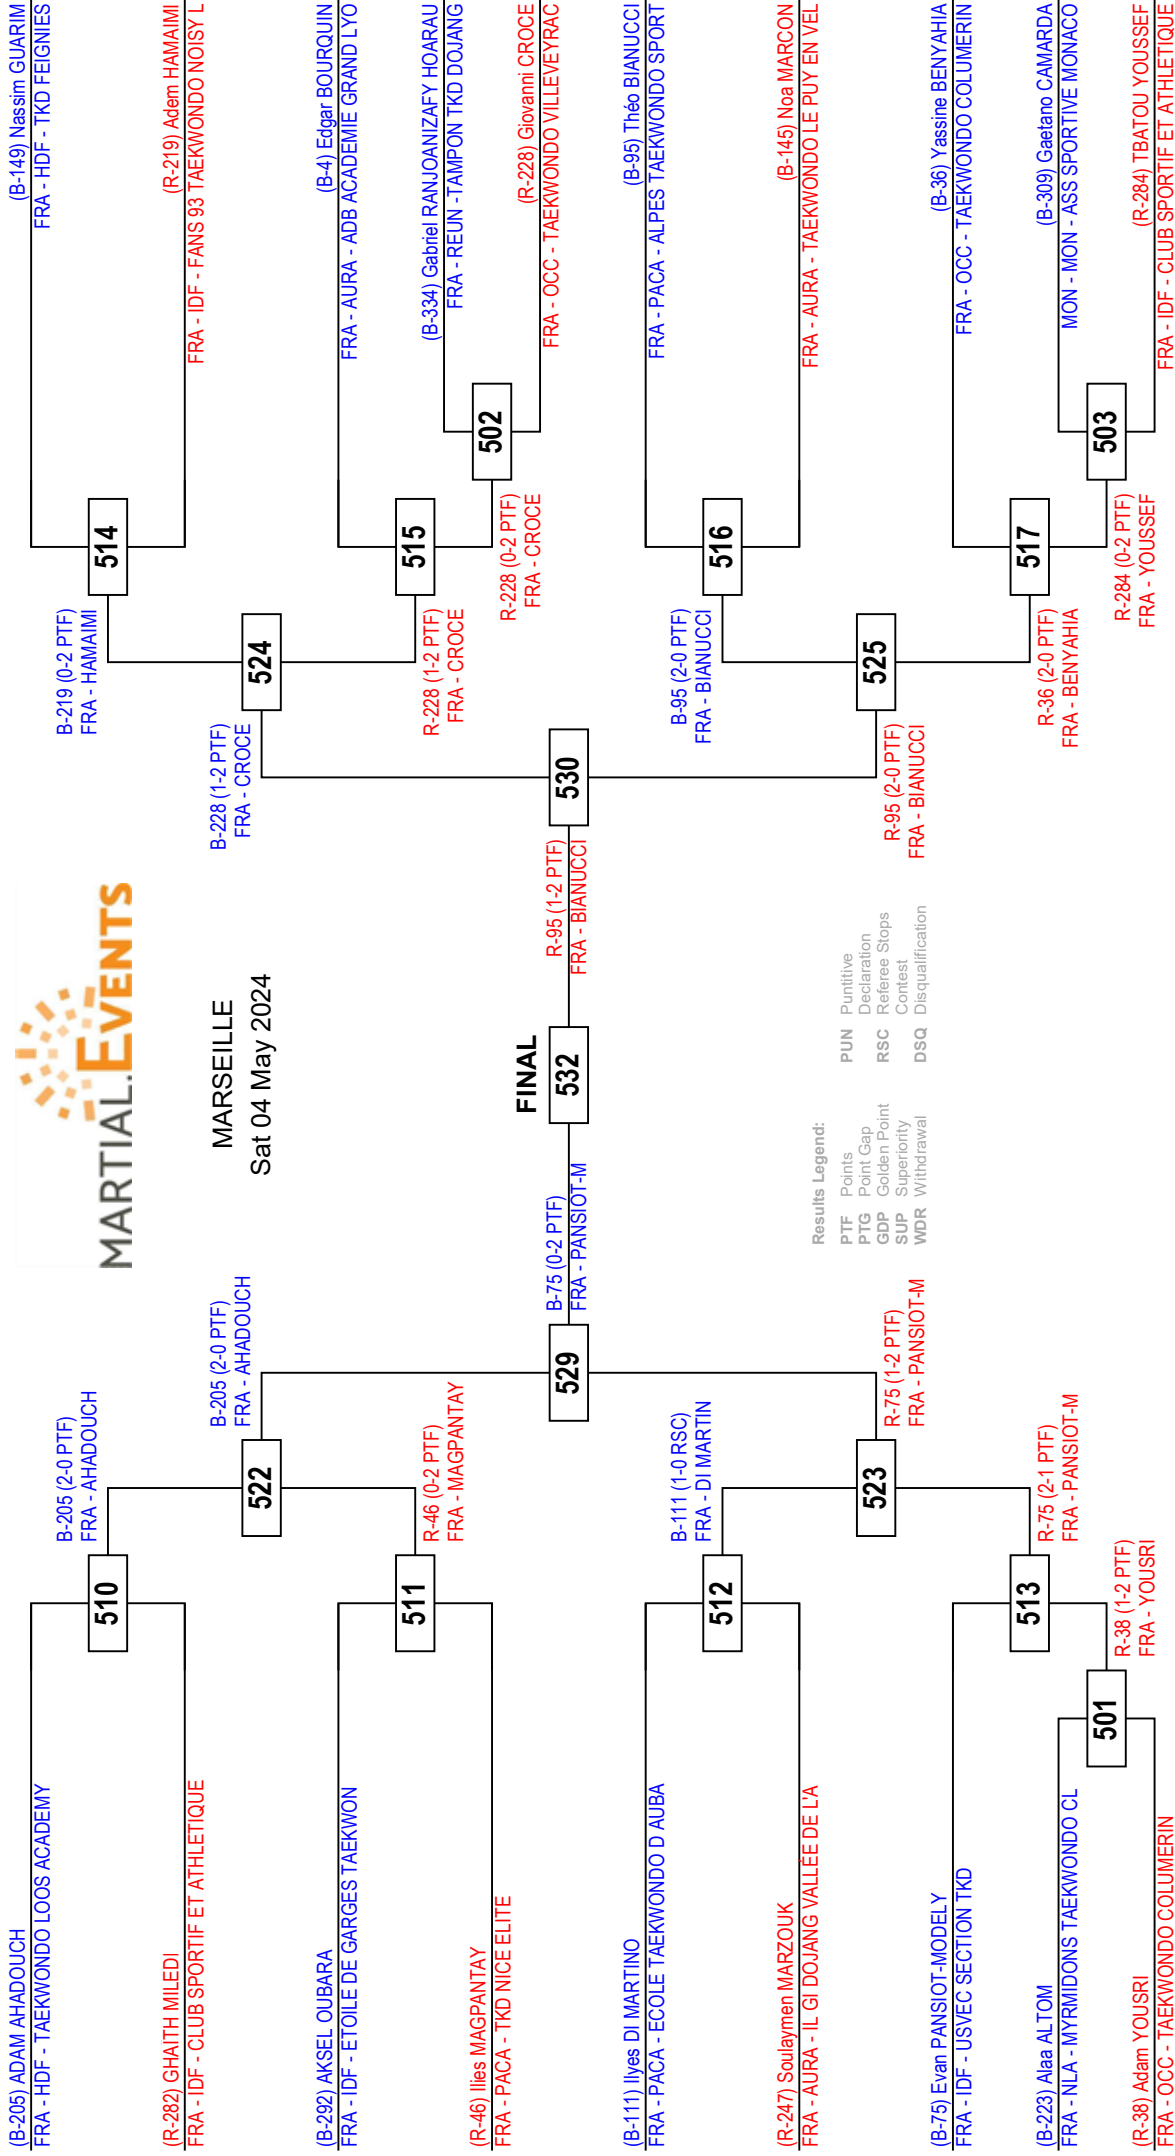 MARTIAL.EVENTS
MARSEILLE
Sat 04 May 2024
(B-205) ADAM AHADOUCH
FRA - HDF - TAEKWONDO LOOS ACADEMY
(R-282) GHAITH MILEDI
FRA - IDF - CLUB SPORTIF ET ATHLETIQUE
(B-292) AKSEL OUBARA
FRA - IDF - ETOILE DE GARGES TAEKWON
(R-46) Ilies MAGPANTAY
FRA - PACA - TKD NICE ELITE
(B-111) Ilyes DI MARTINO
FRA - PACA - ECOLE TAEKWONDO D AUBA
(R-247) Soulaymen MARZOUK
FRA - AURA - IL GI DOJANG VALLÉE DE L'A
(B-75) Evan PANSIOT-MODELY
FRA - IDF - USVEC SECTION TKD
(B-223) Alaa ALTOM
FRA - NLA - MYRMIDONS TAEKWONDO CL
(R-38) Adam YOUSRI
FRA - OCC - TAEKWONDO COLUMERIN
501
R-38 (1-2 PTF)
FRA - YOUSRI
510
511
512
513
B-205 (2-0 PTF)
FRA - AHADOUCH
R-46 (0-2 PTF)
FRA - MAGPANTAY
B-111 (1-0 RSC)
FRA - DI MARTIN
R-75 (2-1 PTF)
FRA - PANSIOT-M
522
523
B-205 (2-0 PTF)
FRA - AHADOUCH
R-75 (1-2 PTF)
FRA - PANSIOT-M
529
B-75 (0-2 PTF)
FRA - PANSIOT-M
FINAL
532
R-95 (1-2 PTF)
FRA - BIANUCCI
530
B-228 (1-2 PTF)
FRA - CROCE
R-95 (2-0 PTF)
FRA - BIANUCCI
524
525
B-219 (0-2 PTF)
FRA - HAMAIMI
R-228 (1-2 PTF)
FRA - CROCE
B-95 (2-0 PTF)
FRA - BIANUCCI
R-36 (2-0 PTF)
FRA - BENYAHIA
514
515
516
517
R-228 (0-2 PTF)
FRA - CROCE
R-284 (0-2 PTF)
FRA - YOUSSEF
502
503
(B-149) Nassim GUARIM
FRA - HDF - TKD FEIGNIES
(R-219) Adem HAMAIMI
FRA - IDF - FANS 93 TAEKWONDO NOISY L
(B-4) Edgar BOURQUIN
FRA - AURA - ADB ACADEMIE GRAND LYO
(B-334) Gabriel RANJOANIZAFY HOARAU
FRA - REUN -TAMPON TKD DOJANG
(R-228) Giovanni CROCE
FRA - OCC - TAEKWONDO VILLEVEYRAC
(B-95) Théo BIANUCCI
FRA - PACA - ALPES TAEKWONDO SPORT
(B-145) Noa MARCON
FRA - AURA - TAEKWONDO LE PUY EN VEL
(B-36) Yassine BENYAHIA
FRA - OCC - TAEKWONDO COLUMERIN
(B-309) Gaetano CAMARDA
MON - MON - ASS SPORTIVE MONACO
(R-284) TBATOU YOUSSEF
FRA - IDF - CLUB SPORTIF ET ATHLETIQUE
Results Legend:
PTF Points
PTG Point Gap
GDP Golden Point
SUP Superiority
WDR Withdrawal
PUN Puntitive
Declaration
RSC Referee Stops
Contest
DSQ Disqualification